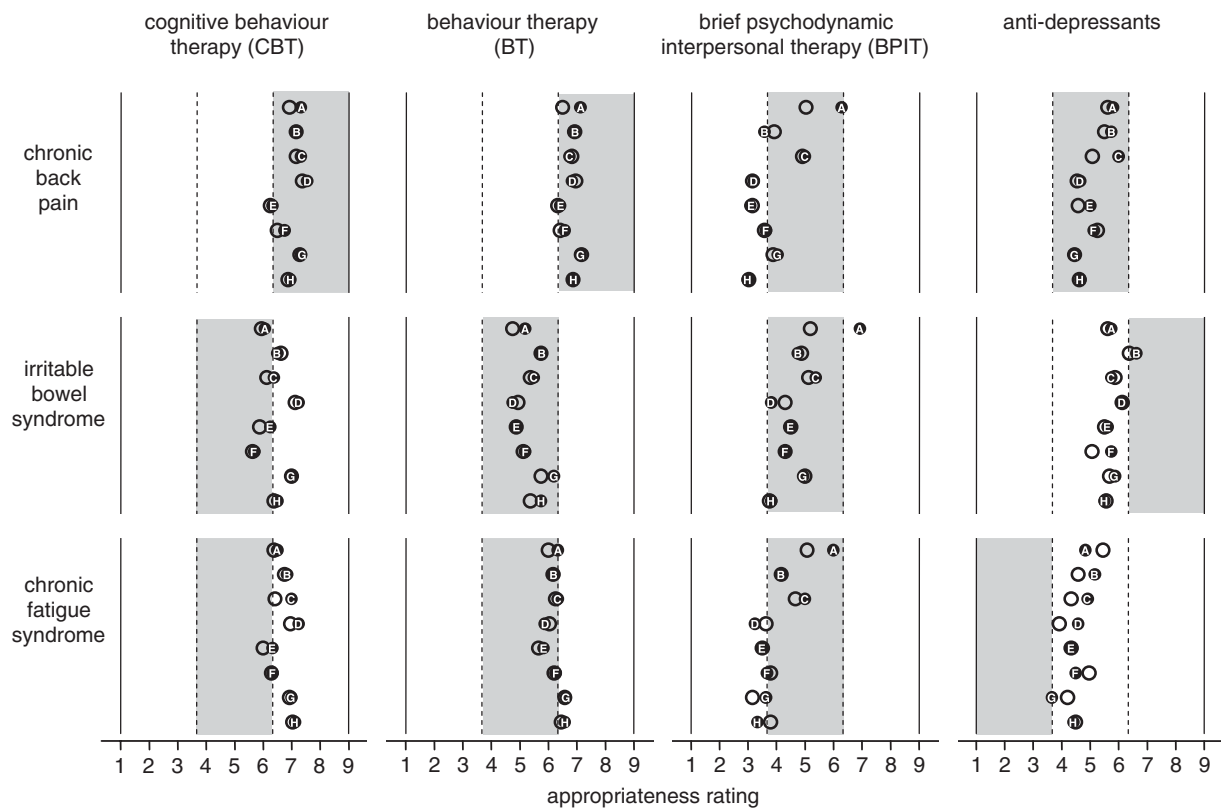 cognitive behaviour
therapy (CBT)
behaviour therapy
(BT)
brief psychodynamic
interpersonal therapy (BPIT)
anti-depressants
chronic
back
pain
A A A A
B B B B
C C C C
D D D D
E E E E
F F F F
G G G G
H H H H
irritable
bowel
syndrome
A A A A
B B B B
C C C C
D D D D
E E E E
F F F F
G G G G
H H H H
chronic
fatigue
syndrome
A A A A
B B B B
C C C C
D D D D
E E E E
F F F F
G G G G
H H H H
1 2 3 4 5 6 7 8 9 1 2 3 4 5 6 7 8 9 1 2 3 4 5 6 7 8 9 1 2 3 4 5 6 7 8 9
appropriateness rating